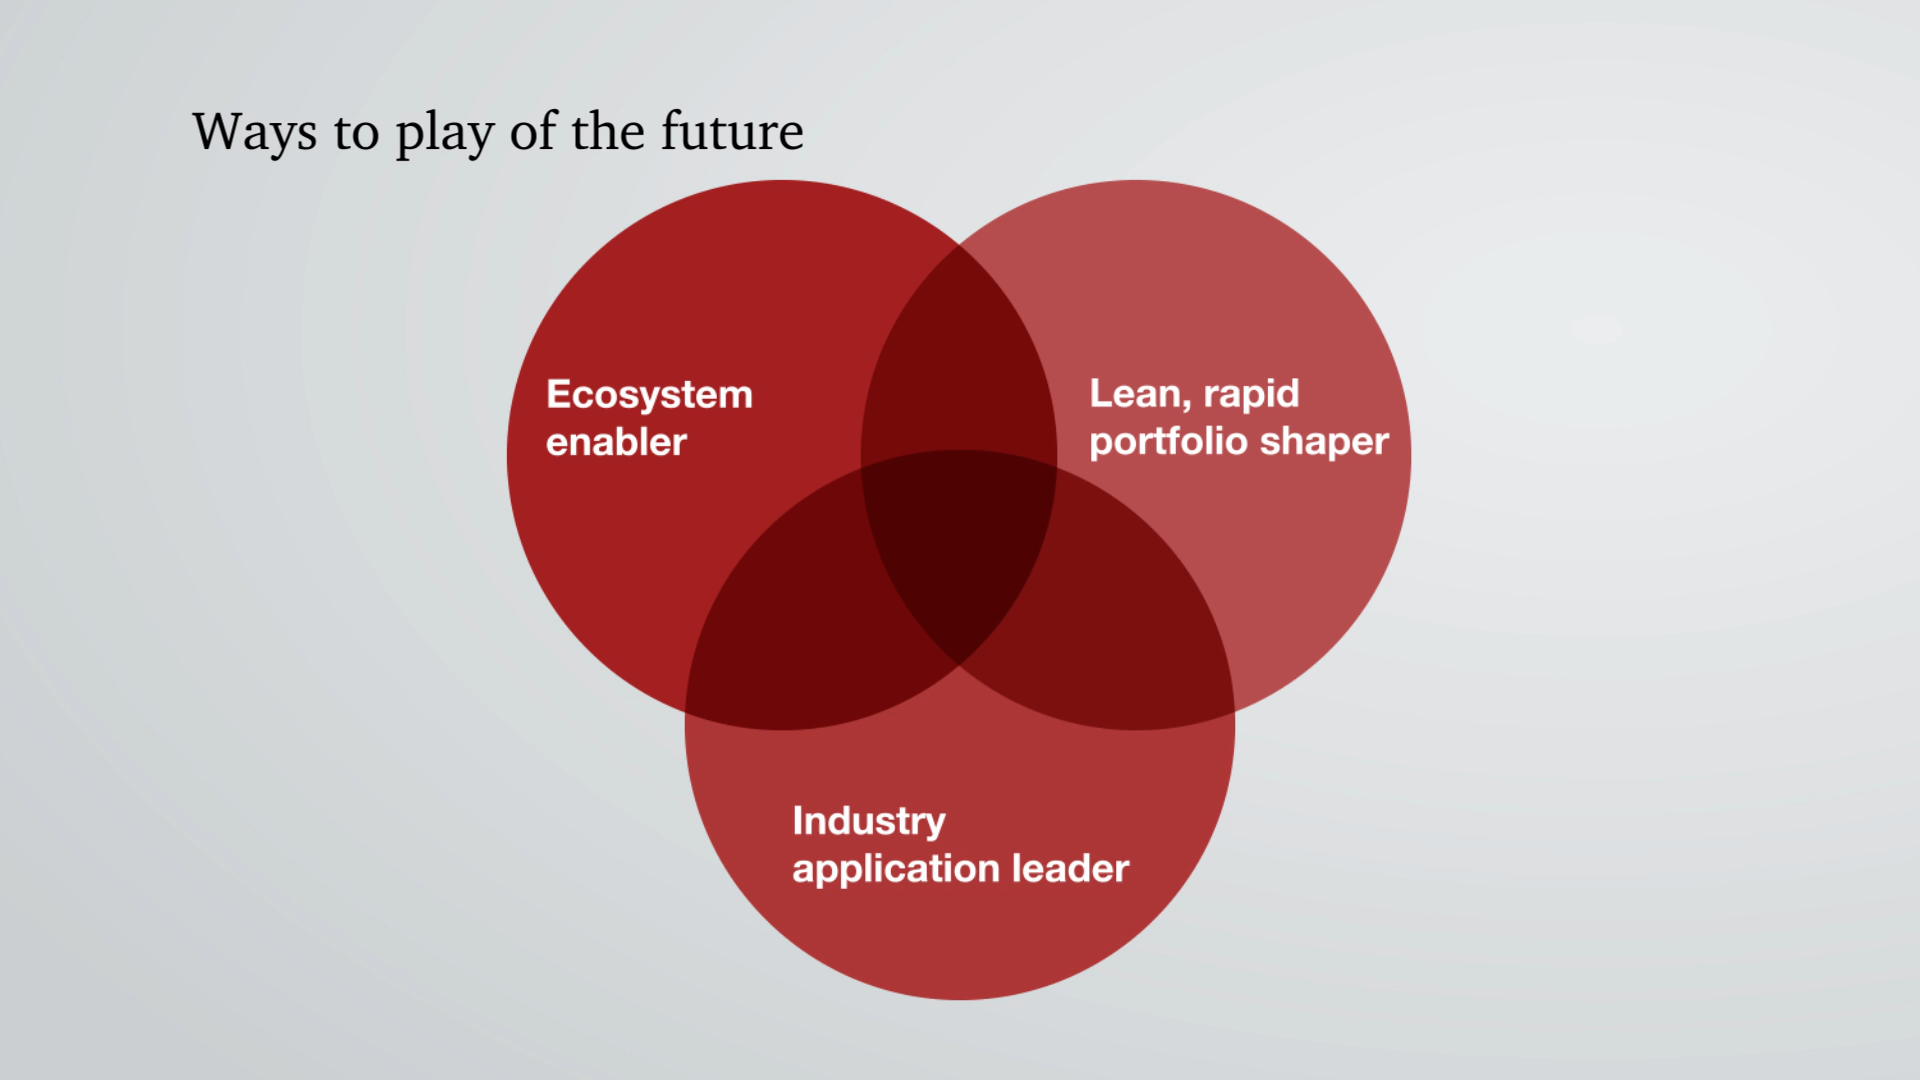 Ways to play of the future
Ecosystem
enabler
Lean, rapid
portfolio shaper
Industry
application leader